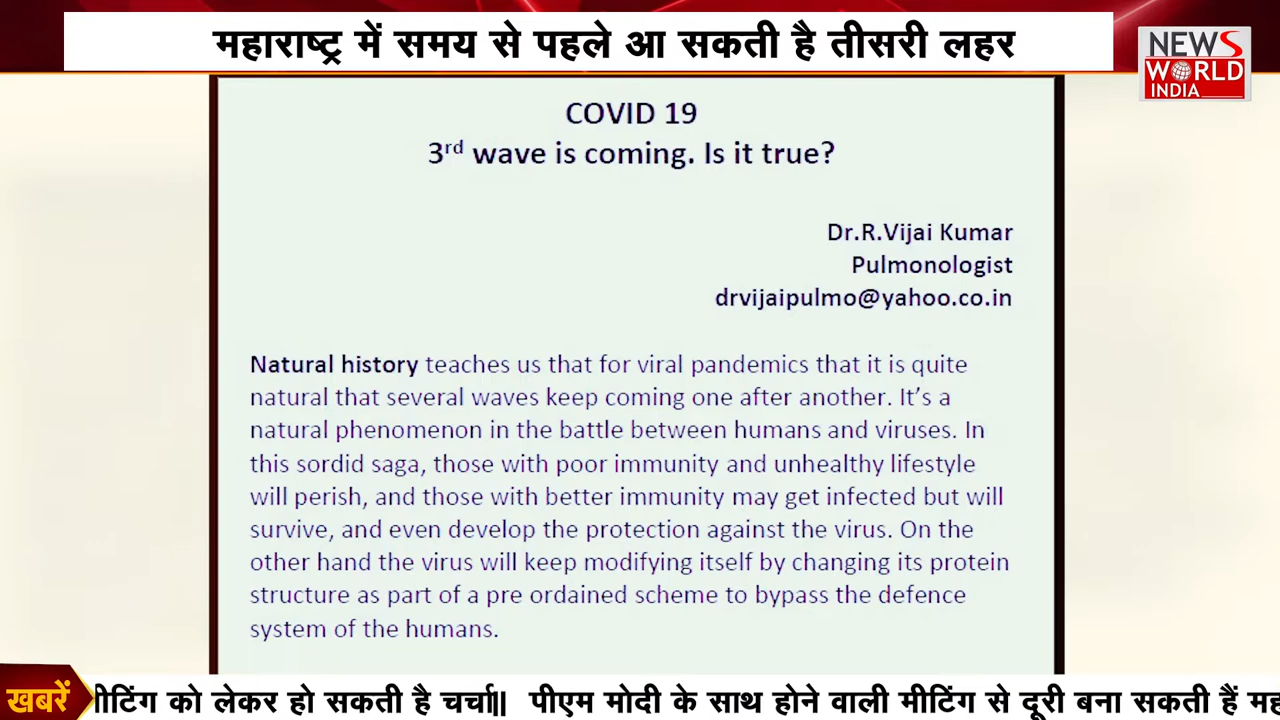 महाराष्ट्र में समय से पहले आ सकती है तीसरी लहर
NEWS
WORLD
INDIA
COVID 19
3rd wave is coming. Is it true?
Dr.R.Vijai Kumar
Pulmonologist
drvijaipulmo@yahoo.co.in
Natural history teaches us that for viral pandemics that it is quite
natural that several waves keep coming one after another. It’s a
natural phenomenon in the battle between humans and viruses. In
this sordid saga, those with poor immunity and unhealthy lifestyle
will perish, and those with better immunity may get infected but will
survive, and even develop the protection against the virus. On the
other hand the virus will keep modifying itself by changing its protein
structure as part of a pre ordained scheme to bypass the defence
system of the humans.
खबरें
को लेकर हो सकती है चर्चा|| पीएम मोदी के साथ होने वाली मीटिंग से दूरी बना सकती हैं